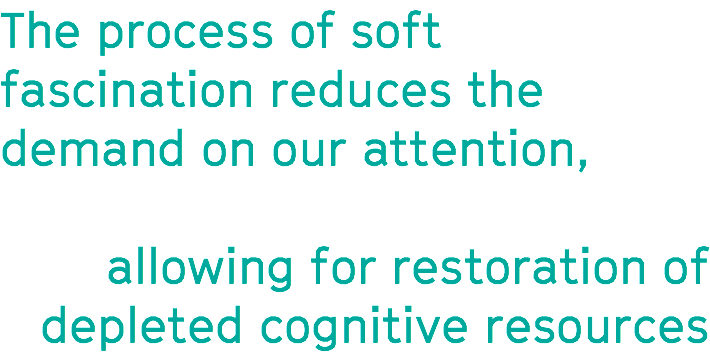 The process of soft
fascination reduces the
demand on our attention,
allowing for restoration of
depleted cognitive resources